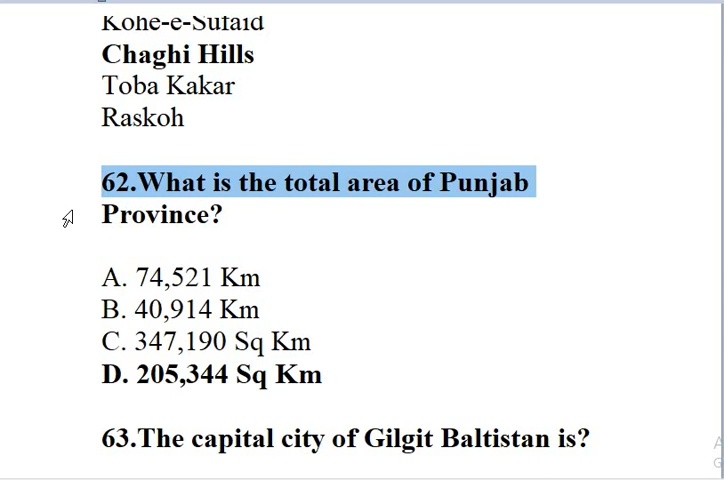 Kohe-e-Sufaid
Chaghi Hills
Toba Kakar
Raskoh
62.What is the total area of Punjab
Province?
A. 74,521 Km
B. 40,914 Km
C. 347,190 Sq Km
D. 205,344 Sq Km
63.The capital city of Gilgit Baltistan is?